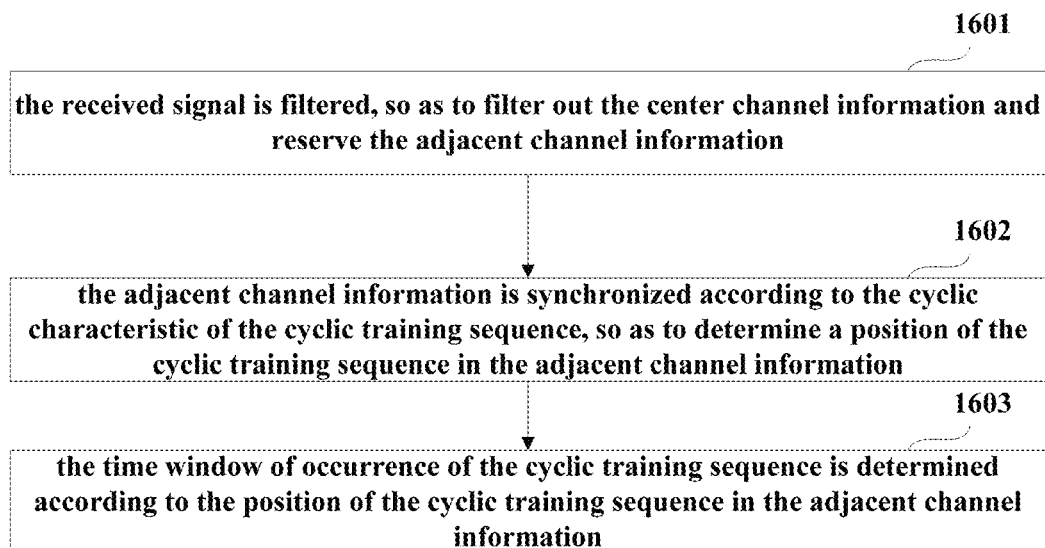 1601
the received signal is filtered, so as to filter out the center channel information and
reserve the adjacent channel information
1602
the adjacent channel information is synchronized according to the cyclic
characteristic of the cyclic training sequence, so as to determine a position of the
cyclic training sequence in the adjacent channel information
1603
the time window of occurrence of the cyclic training sequence is determined
according to the position of the cyclic training sequence in the adjacent channel
information